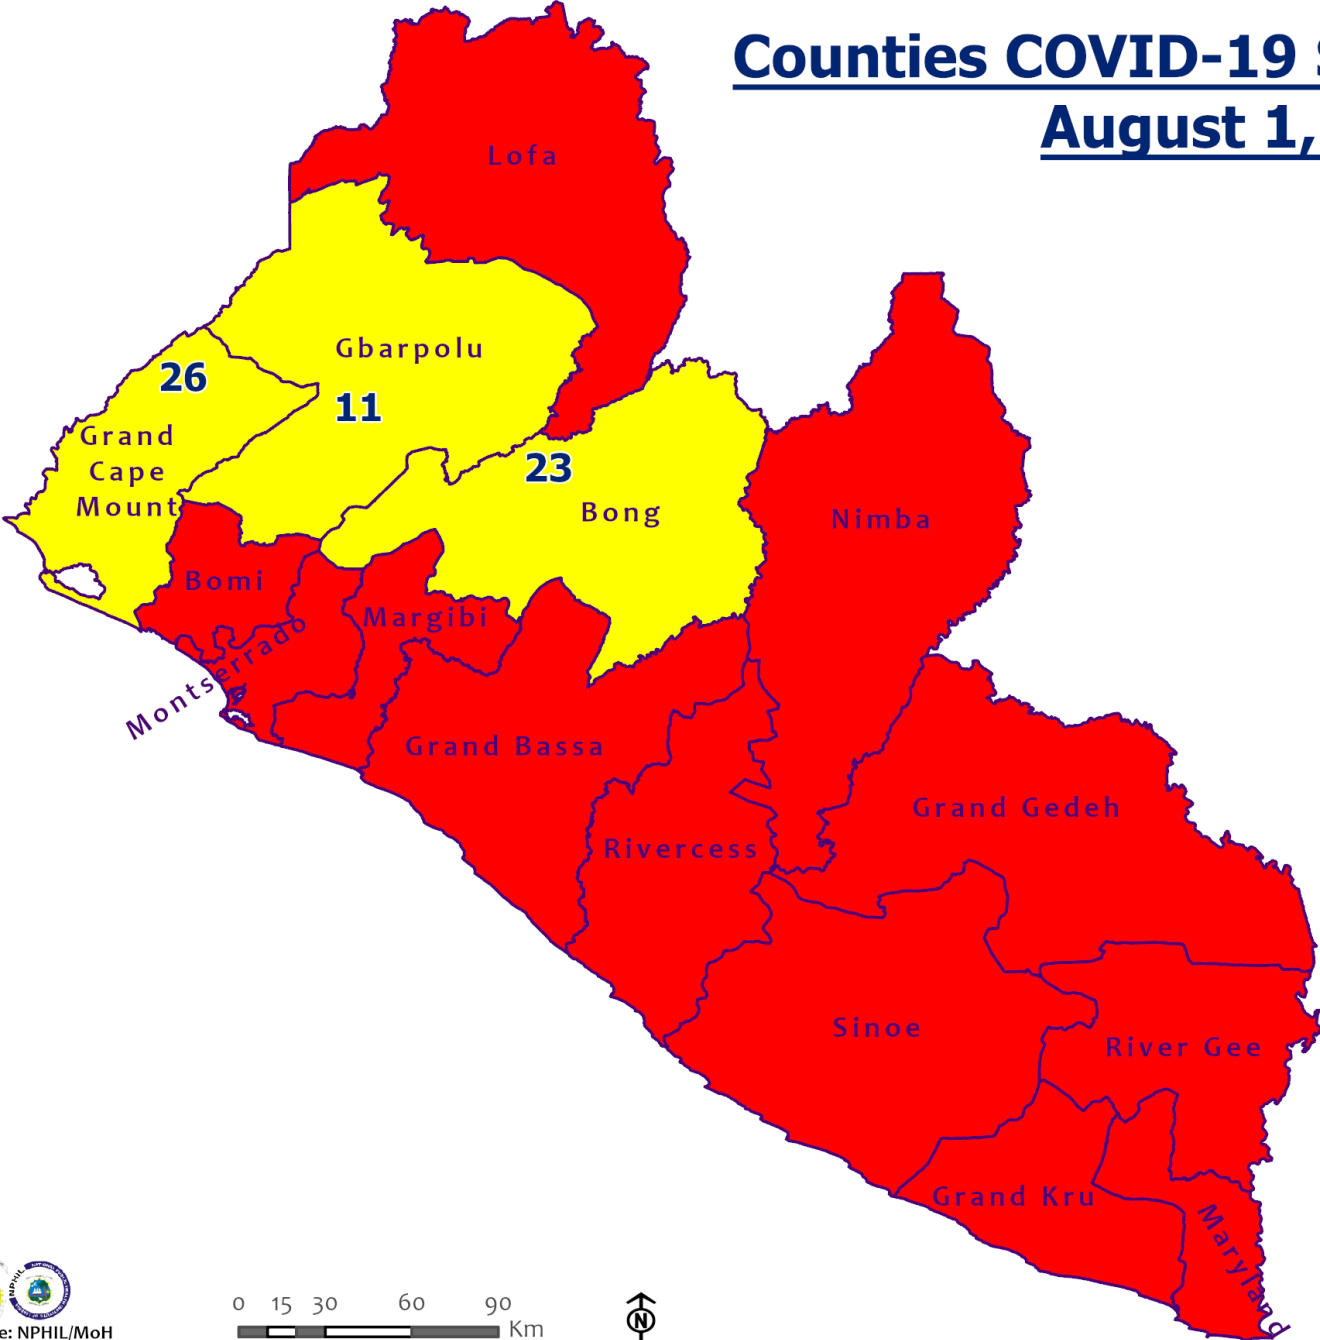 Counties COVID-19
August 1,
Lofa
Gbarpolu
26
11
Grand
Cape
Mount
23
Bong
Nimba
Bomi
Margibi
Montserrado
Grand Bassa
Grand Gedeh
Rivercess
Sinoe
River Gee
Grand Kru
Maryland
NPHIL
0 15 30 60 90
Km
N
e: NPHIL/MoH